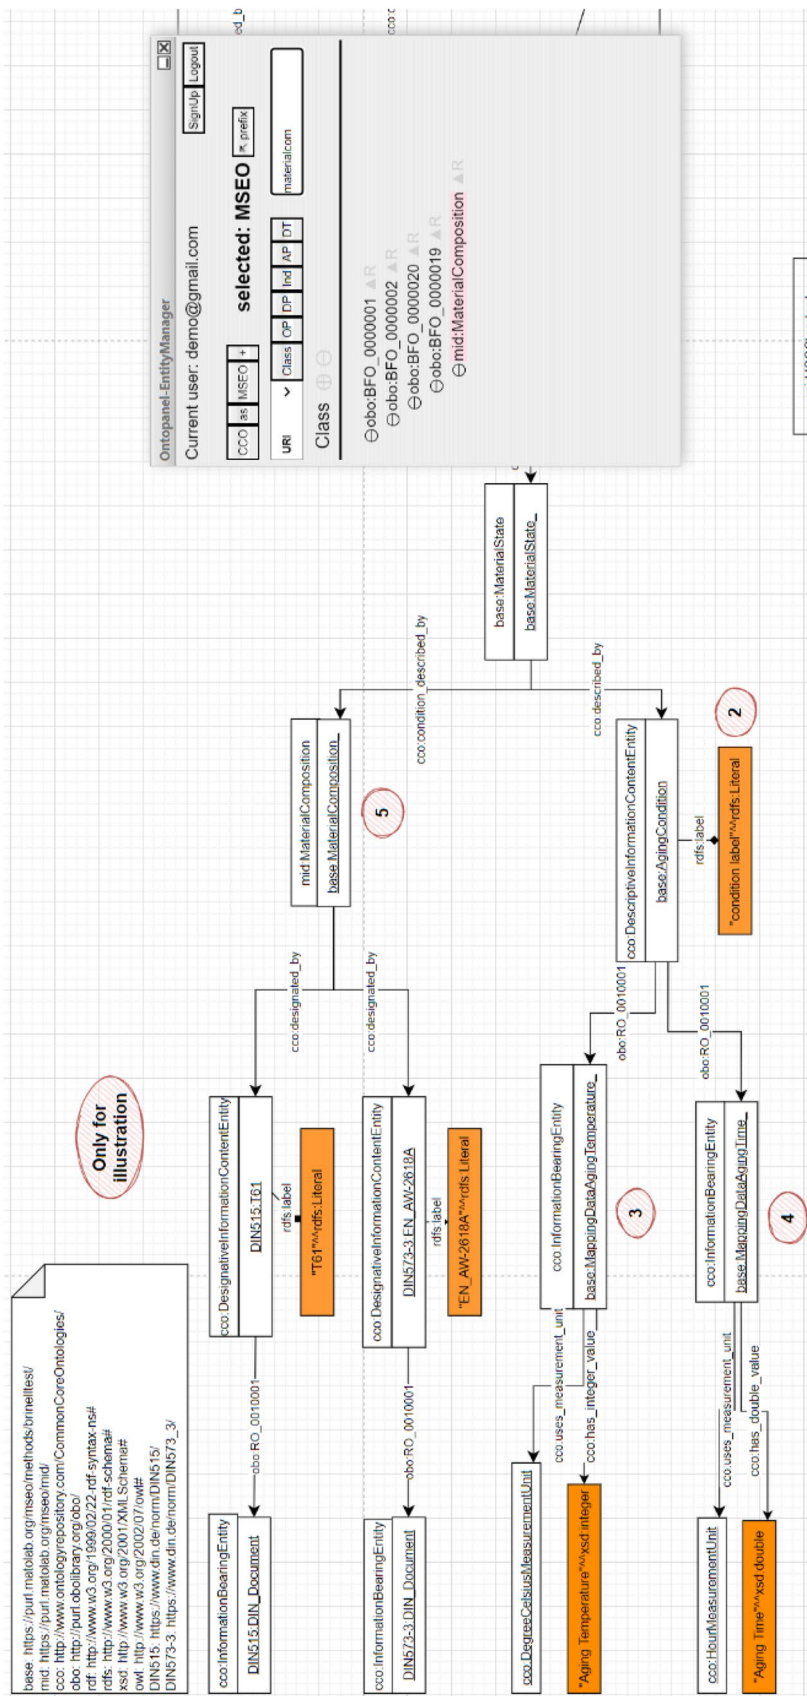 base: https://purl.matolab.org/mseo/methods/brinelltest/
mid: https://purl.matolab.org/mseo/mid/
cco: http://www.ontologyrepository.com/CommonCoreOntologies/
obo: http://purl.obolibrary.org/obo/
rdf: http://www.w3.org/1999/02/22-rdf-syntax-ns#
rdfs: http://www.w3.org/2000/01/rdf-schema#
xsd: http://www.w3.org/2001/XMLSchema#
owl: http://www.w3.org/2002/07/owl#
DIN515: https://www.din.de/norm/DIN515/
DIN573-3: https://www.din.de/norm/DIN573_3/
Only for
illustration
Ontopanel-EntityManager
Current user: demo@gmail.com
SignUp Logout
CCO as MSEO +
selected: MSEO
prefix
URI
Class OP DP Ind AP DT
materialcom
Class
obo:BFO_0000001 ▲R
obo:BFO_0000002 ▲R
obo:BFO_0000020 ▲R
obo:BFO_0000019 ▲R
mid:MaterialComposition ▲R
ed_b
cco:c
cco:InformationBearingEntity
DIN515:DIN_Document
obo:RO_0010001
cco:DesignativeInformationContentEntity
DIN515:T61
rdfs:label
"T61"^^rdfs:Literal
cco:designated_by
mid:MaterialComposition
base:MaterialComposition_
5
cco:InformationBearingEntity
DIN573-3:DIN_Document
obo:RO_0010001
cco:DesignativeInformationContentEntity
DIN573-3:EN_AW-2618A
rdfs:label
"EN_AW-2618A"^^rdfs:Literal
cco:designated_by
cco:condition_described_by
base:MaterialState
base:MaterialState_
cco:described_by
cco:DegreeCelsiusMeasurementUnit
"Aging Temperature"^^xsd:integer
cco:uses_measurement_unit
cco:has_integer_value
cco:InformationBearingEntity
base:MappingDataAgingTemperature_
3
obo:RO_0010001
cco:DescriptiveInformationContentEntity
base:AgingCondition
rdfs:label
"condition label"^^rdfs:Literal
2
obo:RO_0010001
cco:HourMeasurementUnit
"Aging Time"^^xsd:double
cco:uses_measurement_unit
cco:has_double_value
cco:InformationBearingEntity
base:MappingDataAgingTime_
4